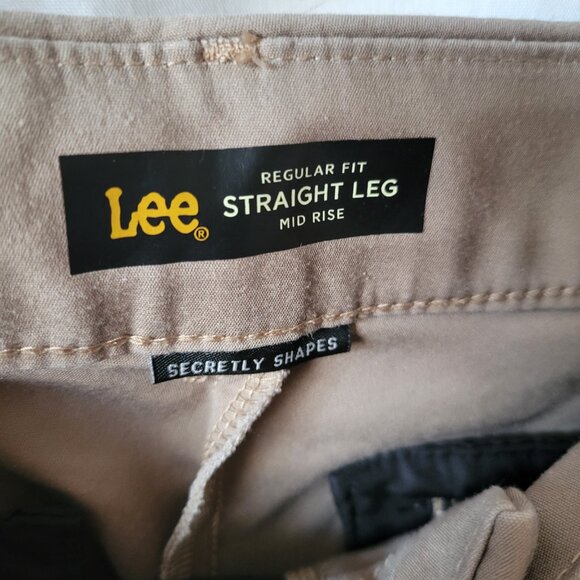 Lee®
REGULAR FIT
STRAIGHT LEG
MID RISE
SECRETLY SHAPES